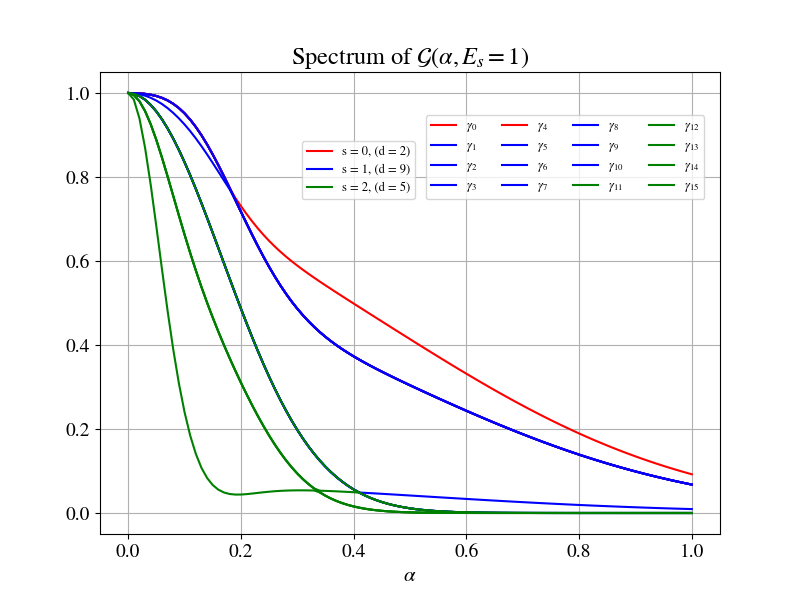 Spectrum of 𝒢(α, E_s = 1)
s = 0, (d = 2)
s = 1, (d = 9)
s = 2, (d = 5)
γ₀ γ₄ γ₈ γ₁₂
γ₁ γ₅ γ₉ γ₁₃
γ₂ γ₆ γ₁₀ γ₁₄
γ₃ γ₇ γ₁₁ γ₁₅
1.0
0.8
0.6
0.4
0.2
0.0
0.0 0.2 0.4 0.6 0.8 1.0
α